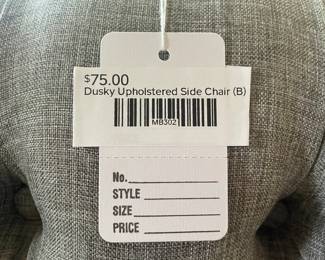 $75.00
Dusky Upholstered Side Chair (B)
MB302
No.
STYLE
SIZE
PRICE